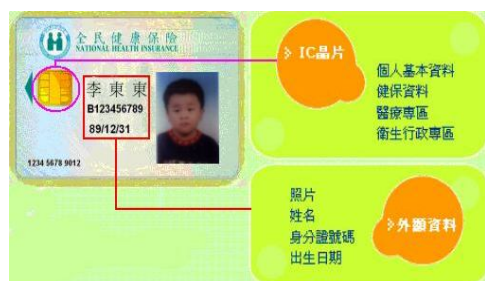 全民健康保險
NATIONAL HEALTH INSURANCE
李東東
B123456789
89/12/31
1234 5678 9012
» IC晶片
個人基本資料
健保資料
醫療專區
衛生行政專區
照片
姓名
身分證號碼
出生日期
»外顯資料